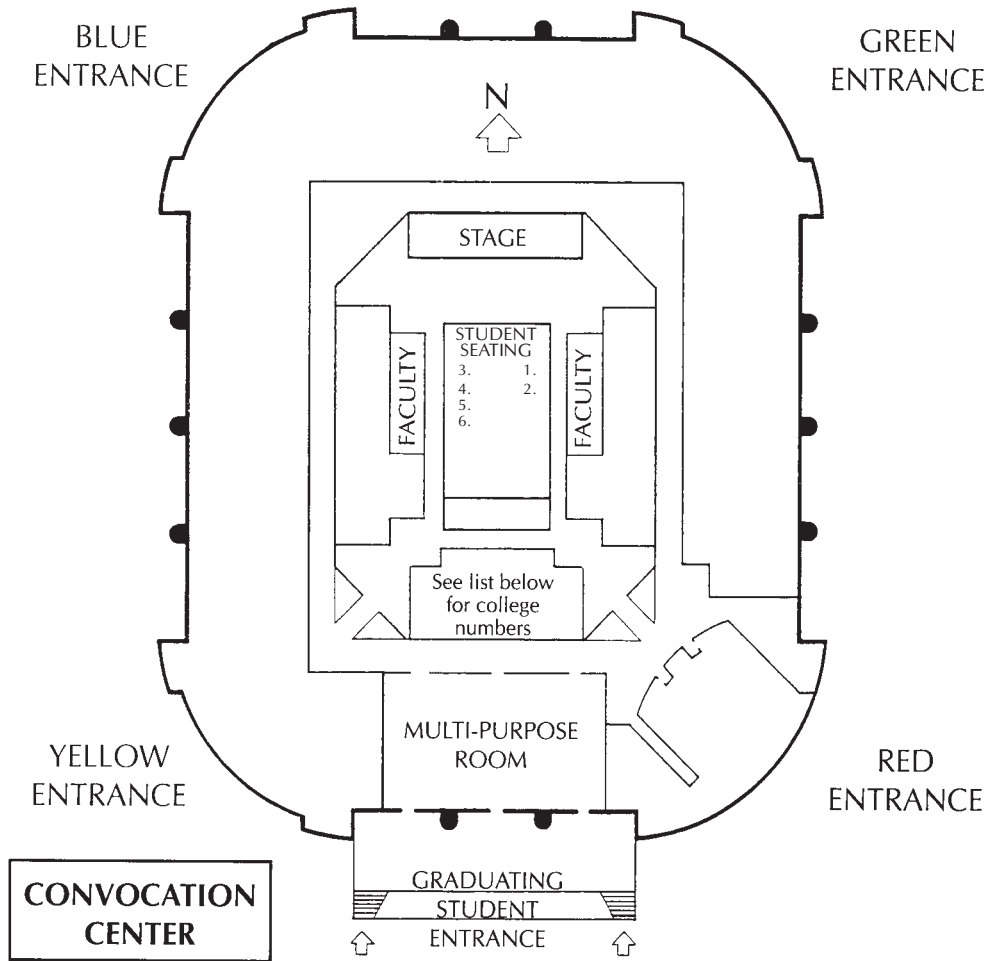 BLUE
ENTRANCE
GREEN
ENTRANCE
N
STAGE
STUDENT
SEATING
3. 1.
4. 2.
5.
6.
FACULTY
FACULTY
See list below
for college
numbers
MULTI-PURPOSE
ROOM
YELLOW
ENTRANCE
RED
ENTRANCE
GRADUATING
STUDENT
ENTRANCE
CONVOCATION
CENTER